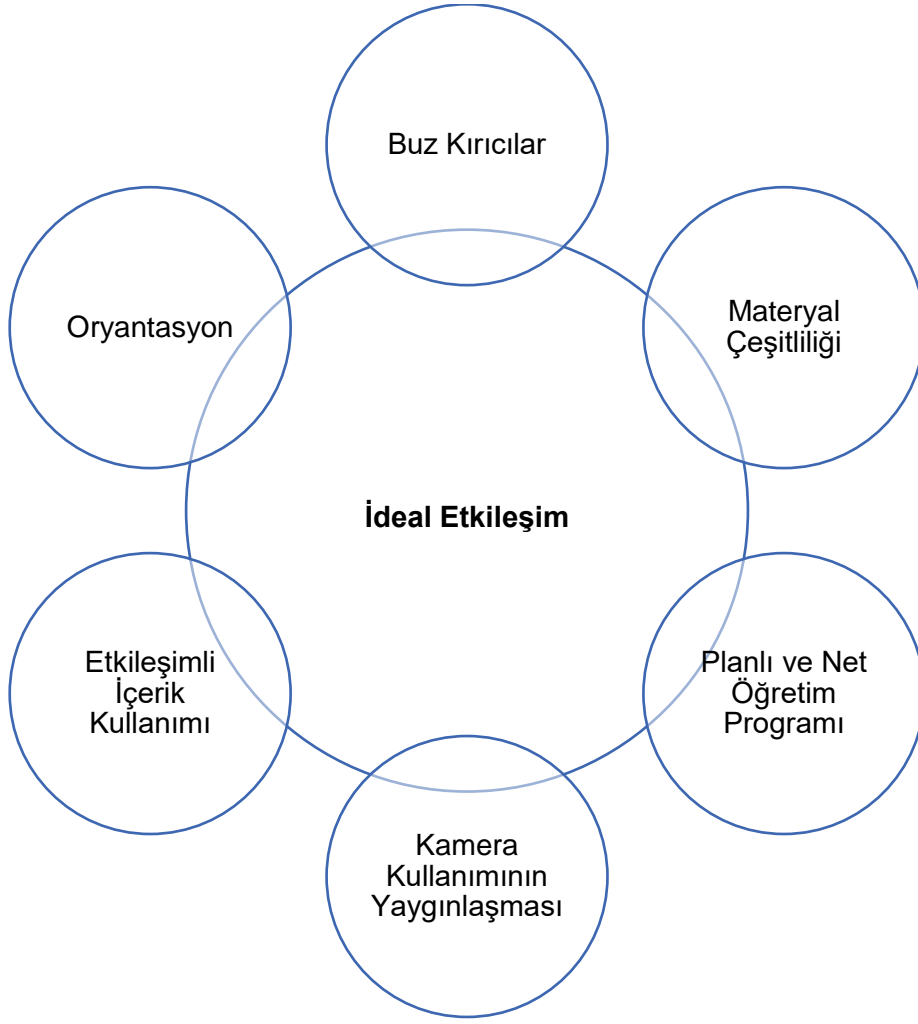 Buz Kırıcılar
Materyal
Çeşitliliği
Planlı ve Net
Öğretim
Programı
Kamera
Kullanımının
Yaygınlaşması
Etkileşimli
İçerik
Kullanımı
Oryantasyon
İdeal Etkileşim